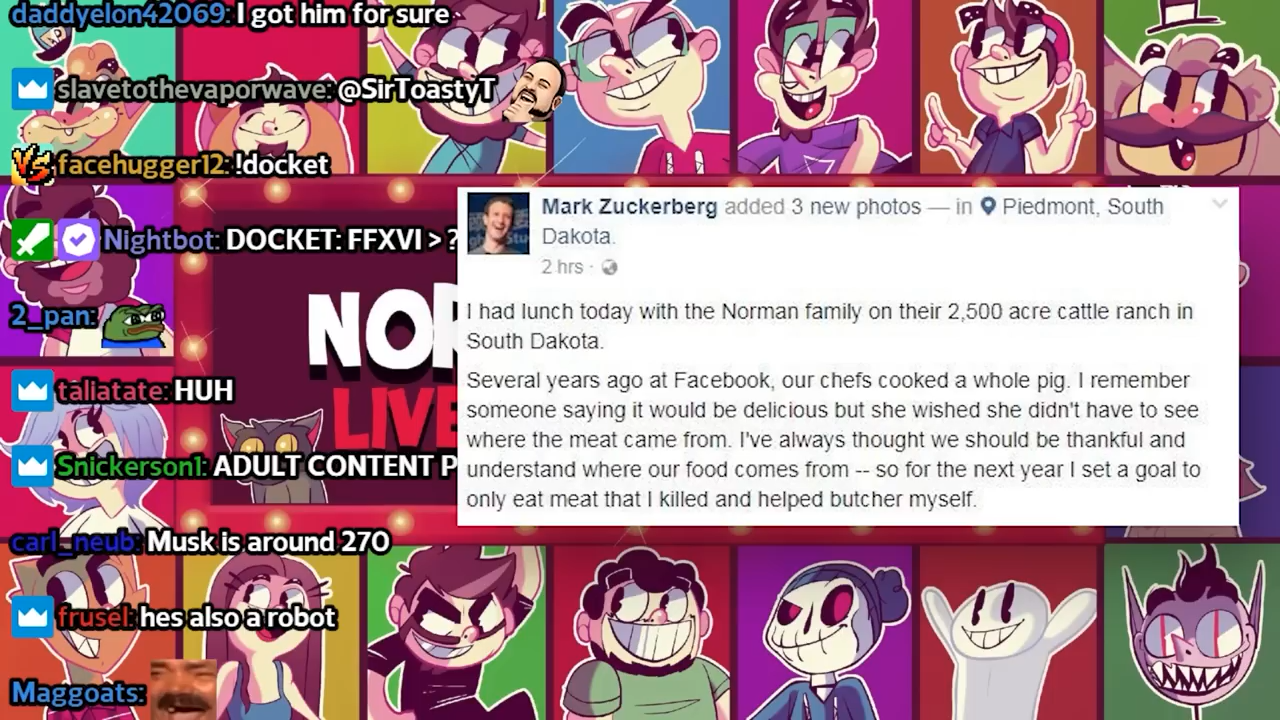 daddyelon42069: I got him for sure
slavetothevaporwave: @SirToastyT
facehugger12: !docket
Nightbot: DOCKET: FFXVI > ?
2_pan:
taliatate: HUH
Snickerson1: ADULT CONTENT P
carl_neub: Musk is around 270
frusel: hes also a robot
Maggoats:
NOR
LIVE
Mark Zuckerberg added 3 new photos — in Piedmont, South
Dakota.
2 hrs ·
I had lunch today with the Norman family on their 2,500 acre cattle ranch in
South Dakota.
Several years ago at Facebook, our chefs cooked a whole pig. I remember
someone saying it would be delicious but she wished she didn't have to see
where the meat came from. I've always thought we should be thankful and
understand where our food comes from -- so for the next year I set a goal to
only eat meat that I killed and helped butcher myself.